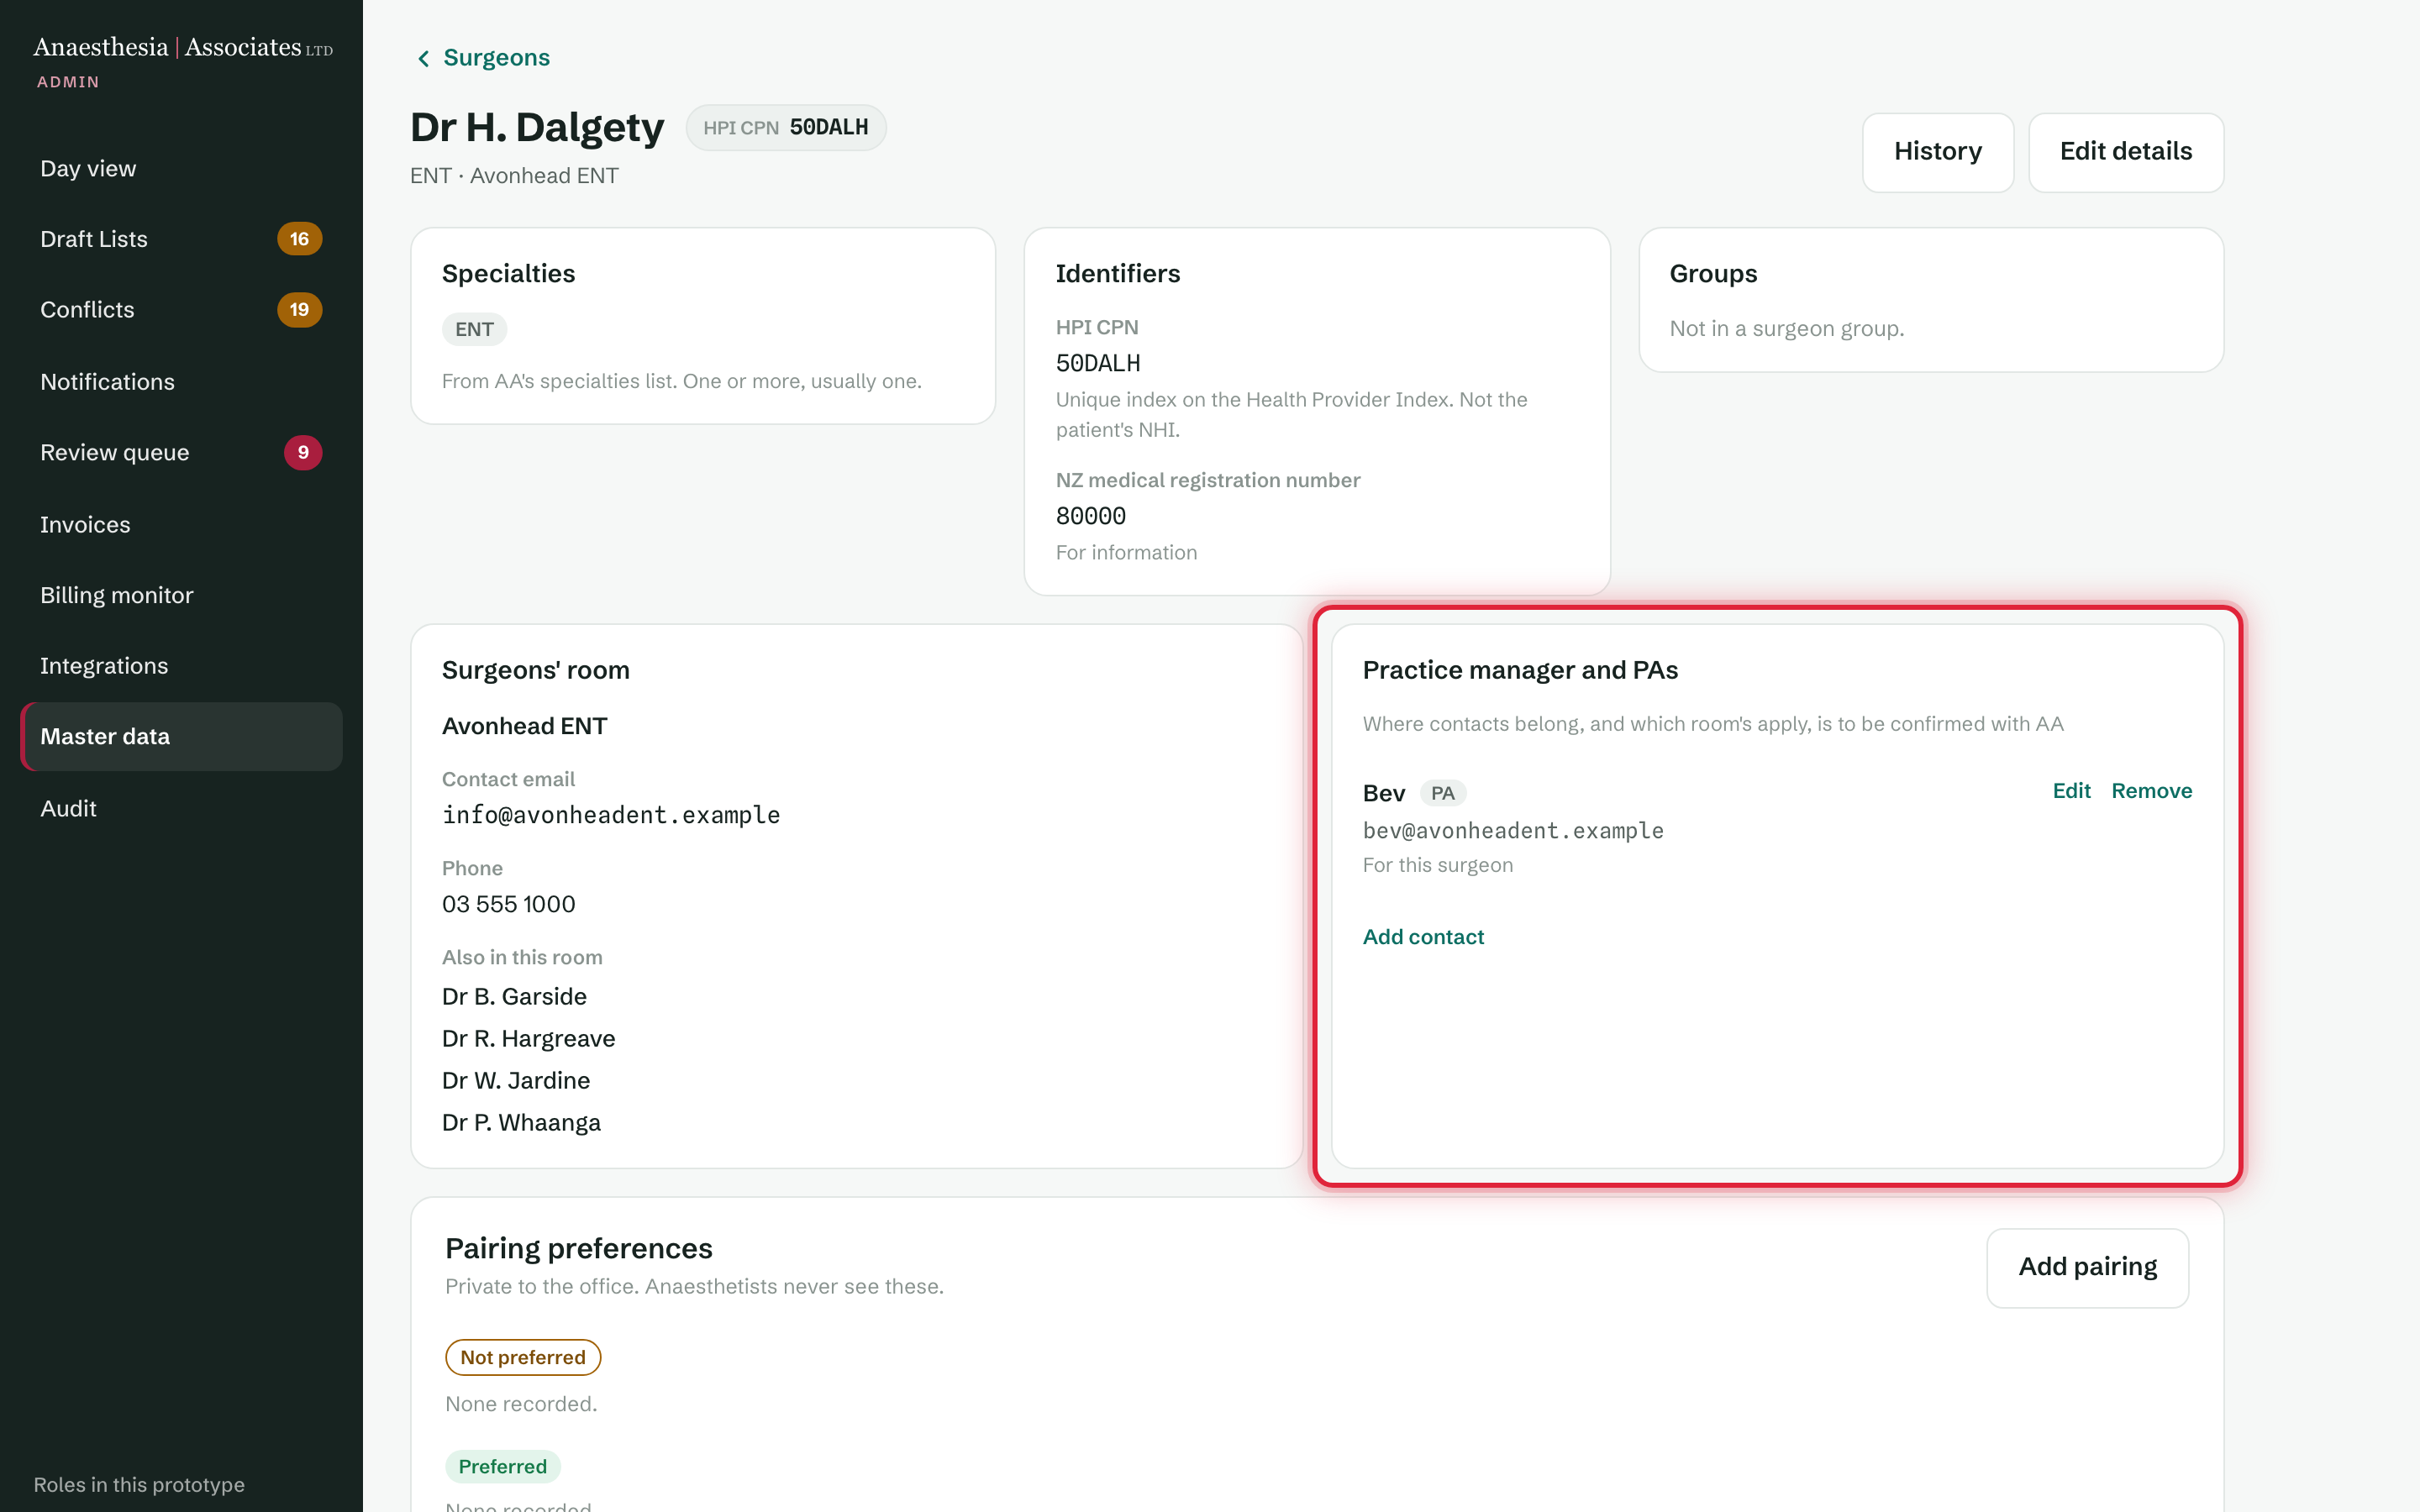 Anaesthesia | Associates LTD
ADMIN
Day view
Draft Lists 16
Conflicts 19
Notifications
Review queue 9
Invoices
Billing monitor
Integrations
Master data
Audit
Roles in this prototype
Surgeons
Dr H. Dalgety HPI CPN 50DALH
ENT · Avonhead ENT
History
Edit details
Specialties
ENT
From AA's specialties list. One or more, usually one.
Identifiers
HPI CPN
50DALH
Unique index on the Health Provider Index. Not the
patient's NHI.
NZ medical registration number
80000
For information
Groups
Not in a surgeon group.
Surgeons' room
Avonhead ENT
Contact email
info@avonheadent.example
Phone
03 555 1000
Also in this room
Dr B. Garside
Dr R. Hargreave
Dr W. Jardine
Dr P. Whaanga
Practice manager and PAs
Where contacts belong, and which room's apply, is to be confirmed with AA
Bev PA
Edit Remove
bev@avonheadent.example
For this surgeon
Add contact
Pairing preferences
Private to the office. Anaesthetists never see these.
Add pairing
Not preferred
None recorded.
Preferred
None recorded.